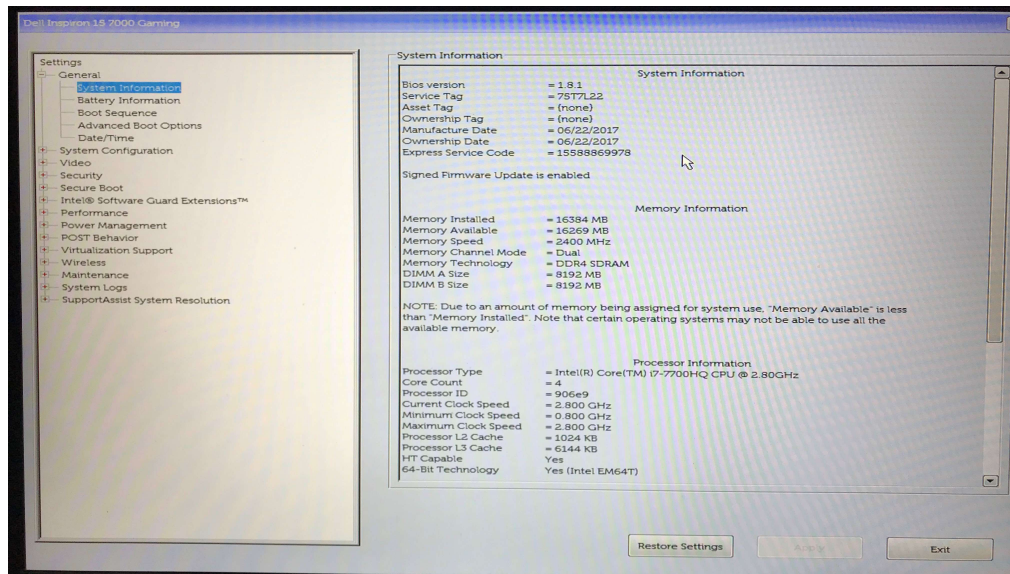 Dell Inspiron 15 7000 Gaming
Settings
General
System Information
Battery Information
Boot Sequence
Advanced Boot Options
Date/Time
System Configuration
Video
Security
Secure Boot
Intel® Software Guard Extensions™
Performance
Power Management
POST Behavior
Virtualization Support
Wireless
Maintenance
System Logs
SupportAssist System Resolution
System Information
System Information
Bios version = 1.8.1
Service Tag = 75T7L22
Asset Tag = (none)
Ownership Tag = (none)
Manufacture Date = 06/22/2017
Ownership Date = 06/22/2017
Express Service Code = 15588869978
Signed Firmware Update is enabled
Memory Information
Memory Installed = 16384 MB
Memory Available = 16269 MB
Memory Speed = 2400 MHz
Memory Channel Mode = Dual
Memory Technology = DDR4 SDRAM
DIMM A Size = 8192 MB
DIMM B Size = 8192 MB
NOTE: Due to an amount of memory being assigned for system use, "Memory Available" is less
than "Memory Installed". Note that certain operating systems may not be able to use all the
available memory.
Processor Information
Processor Type = Intel(R) Core(TM) i7-7700HQ CPU @ 2.80GHz
Core Count = 4
Processor ID = 906e9
Current Clock Speed = 2.800 GHz
Minimum Clock Speed = 0.800 GHz
Maximum Clock Speed = 2.800 GHz
Processor L2 Cache = 1024 KB
Processor L3 Cache = 6144 KB
HT Capable Yes
64-Bit Technology Yes (Intel EM64T)
Restore Settings Apply Exit